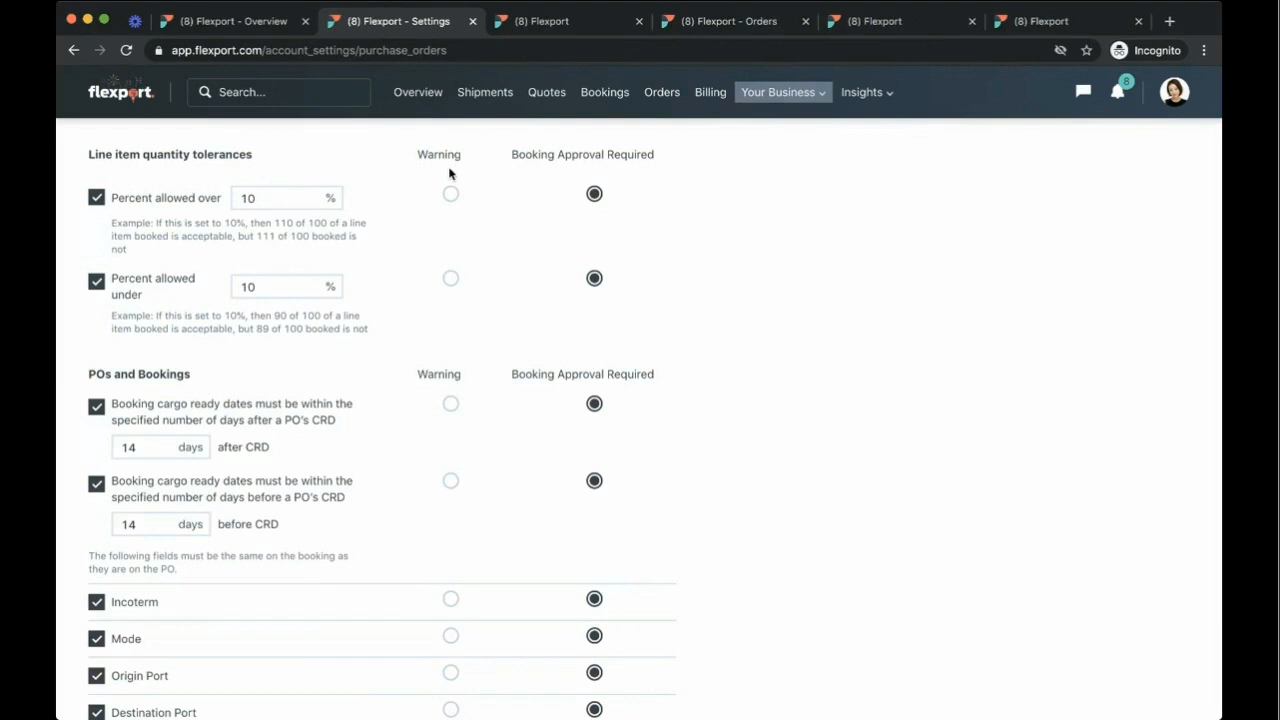 (8) Flexport - Overview
(8) Flexport - Settings
(8) Flexport
(8) Flexport - Orders
(8) Flexport
(8) Flexport
app.flexport.com/account_settings/purchase_orders
Incognito
flexport.
Search...
Overview
Shipments
Quotes
Bookings
Orders
Billing
Your Business
Insights
8
Line item quantity tolerances
Warning
Booking Approval Required
Percent allowed over
10 %
Example: If this is set to 10%, then 110 of 100 of a line
item booked is acceptable, but 111 of 100 booked is
not
Percent allowed
under
10 %
Example: If this is set to 10%, then 90 of 100 of a line
item booked is acceptable, but 89 of 100 booked is not
POs and Bookings
Warning
Booking Approval Required
Booking cargo ready dates must be within the
specified number of days after a PO's CRD
14 days after CRD
Booking cargo ready dates must be within the
specified number of days before a PO's CRD
14 days before CRD
The following fields must be the same on the booking as
they are on the PO.
Incoterm
Mode
Origin Port
Destination Port